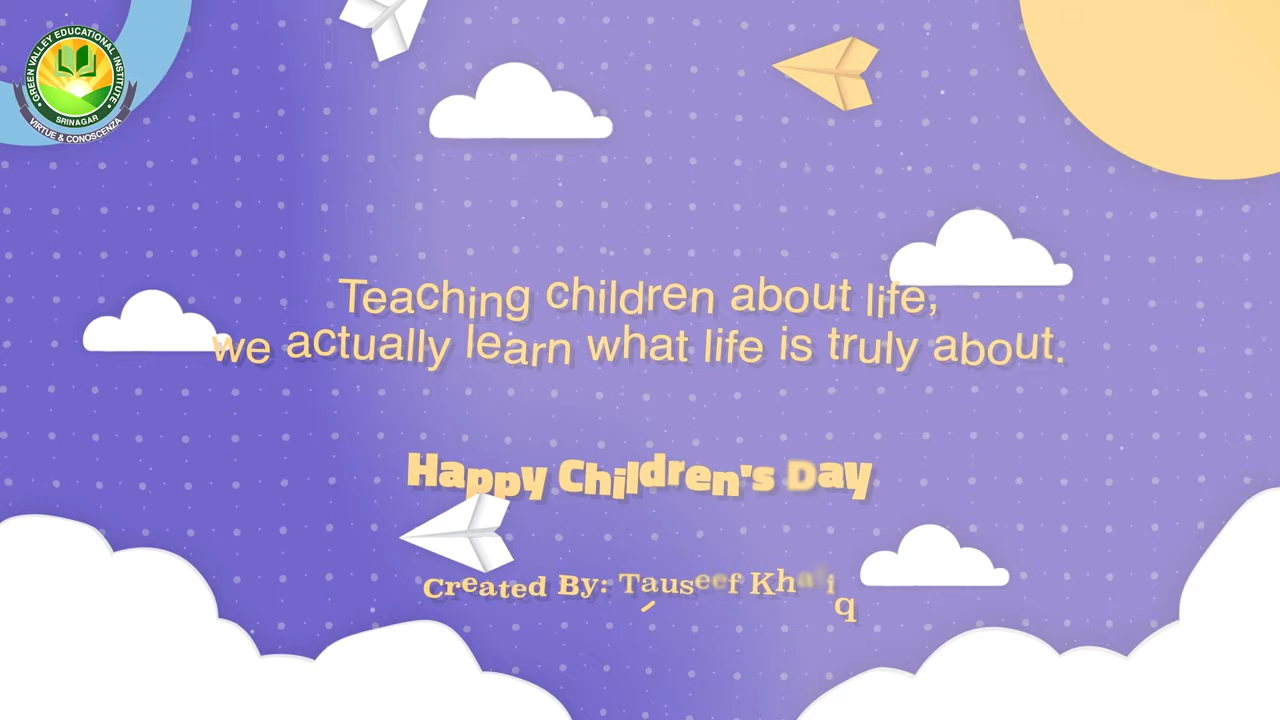 GREEN VALLEY EDUCATIONAL INSTITUTE
SRINAGAR
VIRTUE & CONOSCENZA
Teaching children about life,
we actually learn what life is truly about.
Happy Children's Day
Created By: Tauseef Khaliq